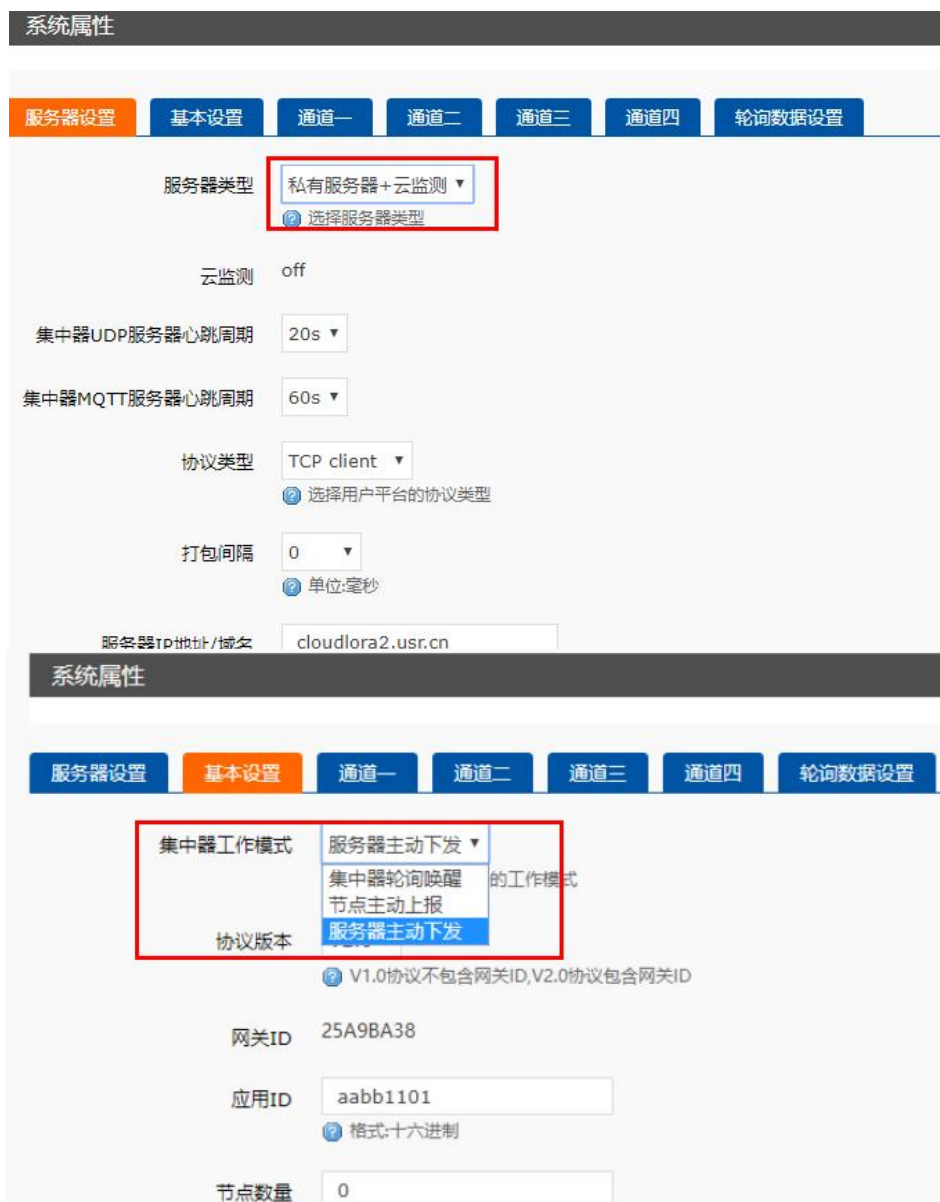 系统属性
服务器设置 基本设置 通道一 通道二 通道三 通道四 轮询数据设置
服务器类型 私有服务器+云监测
选择服务器类型
云监测 off
集中器UDP服务器心跳周期 20s
集中器MQTT服务器心跳周期 60s
协议类型 TCP client
选择用户平台的协议类型
打包间隔 0
单位:毫秒
服务器IP地址/域名 cloudlora2.usr.cn
系统属性
服务器设置 基本设置 通道一 通道二 通道三 通道四 轮询数据设置
集中器工作模式 服务器主动下发
集中器轮询唤醒 的工作模式
节点主动上报
协议版本 服务器主动下发
V1.0协议不包含网关ID,V2.0协议包含网关ID
网关ID 25A9BA38
应用ID aabb1101
格式:十六进制
节点数量 0